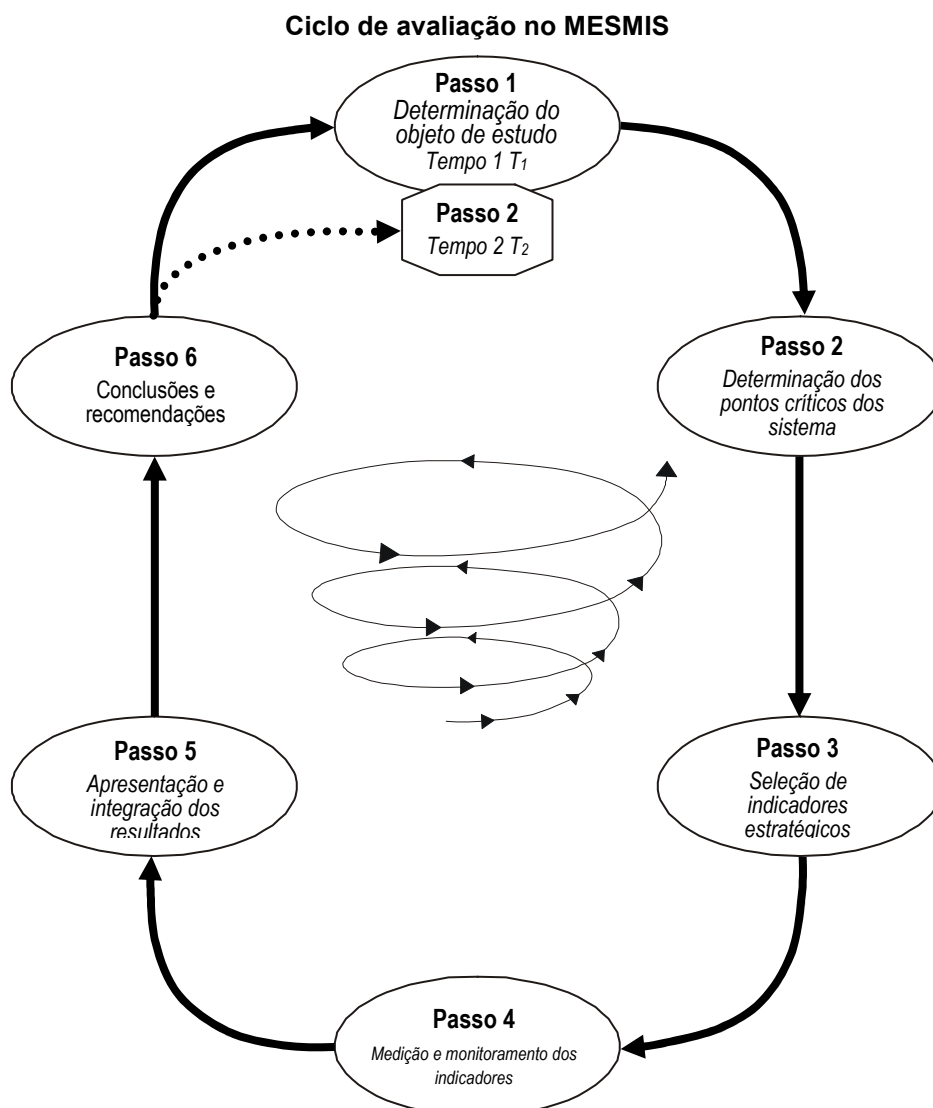 Ciclo de avaliação no MESMIS
Passo 1
Determinação do
objeto de estudo
Tempo 1 T1
Passo 2
Tempo 2 T2
Passo 6
Conclusões e
recomendações
Passo 2
Determinação dos
pontos críticos dos
sistema
Passo 5
Apresentação e
integração dos
resultados
Passo 3
Seleção de
indicadores
estratégicos
Passo 4
Medição e monitoramento dos
indicadores